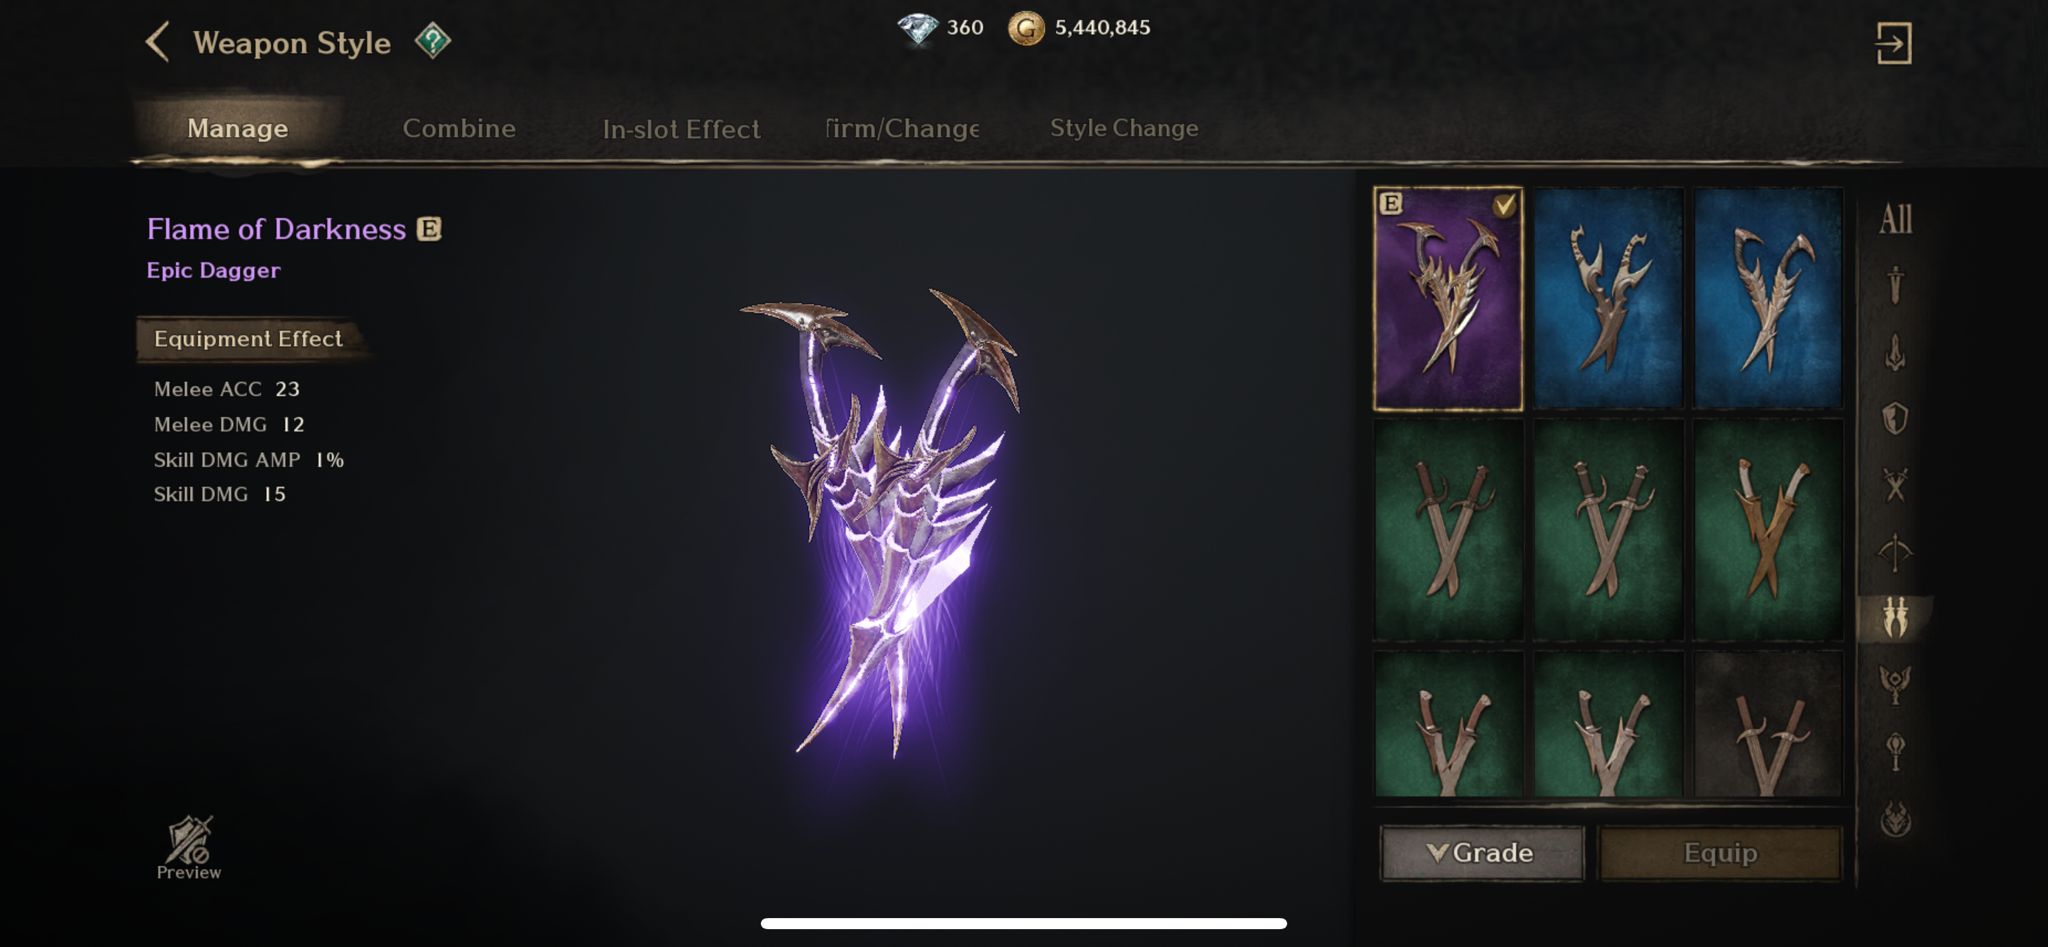 Weapon Style
360
5,440,845
Manage
Combine
In-slot Effect
firm/Change
Style Change
Flame of Darkness E
Epic Dagger
Equipment Effect
Melee ACC 23
Melee DMG 12
Skill DMG AMP 1%
Skill DMG 15
Preview
E
All
Grade
Equip